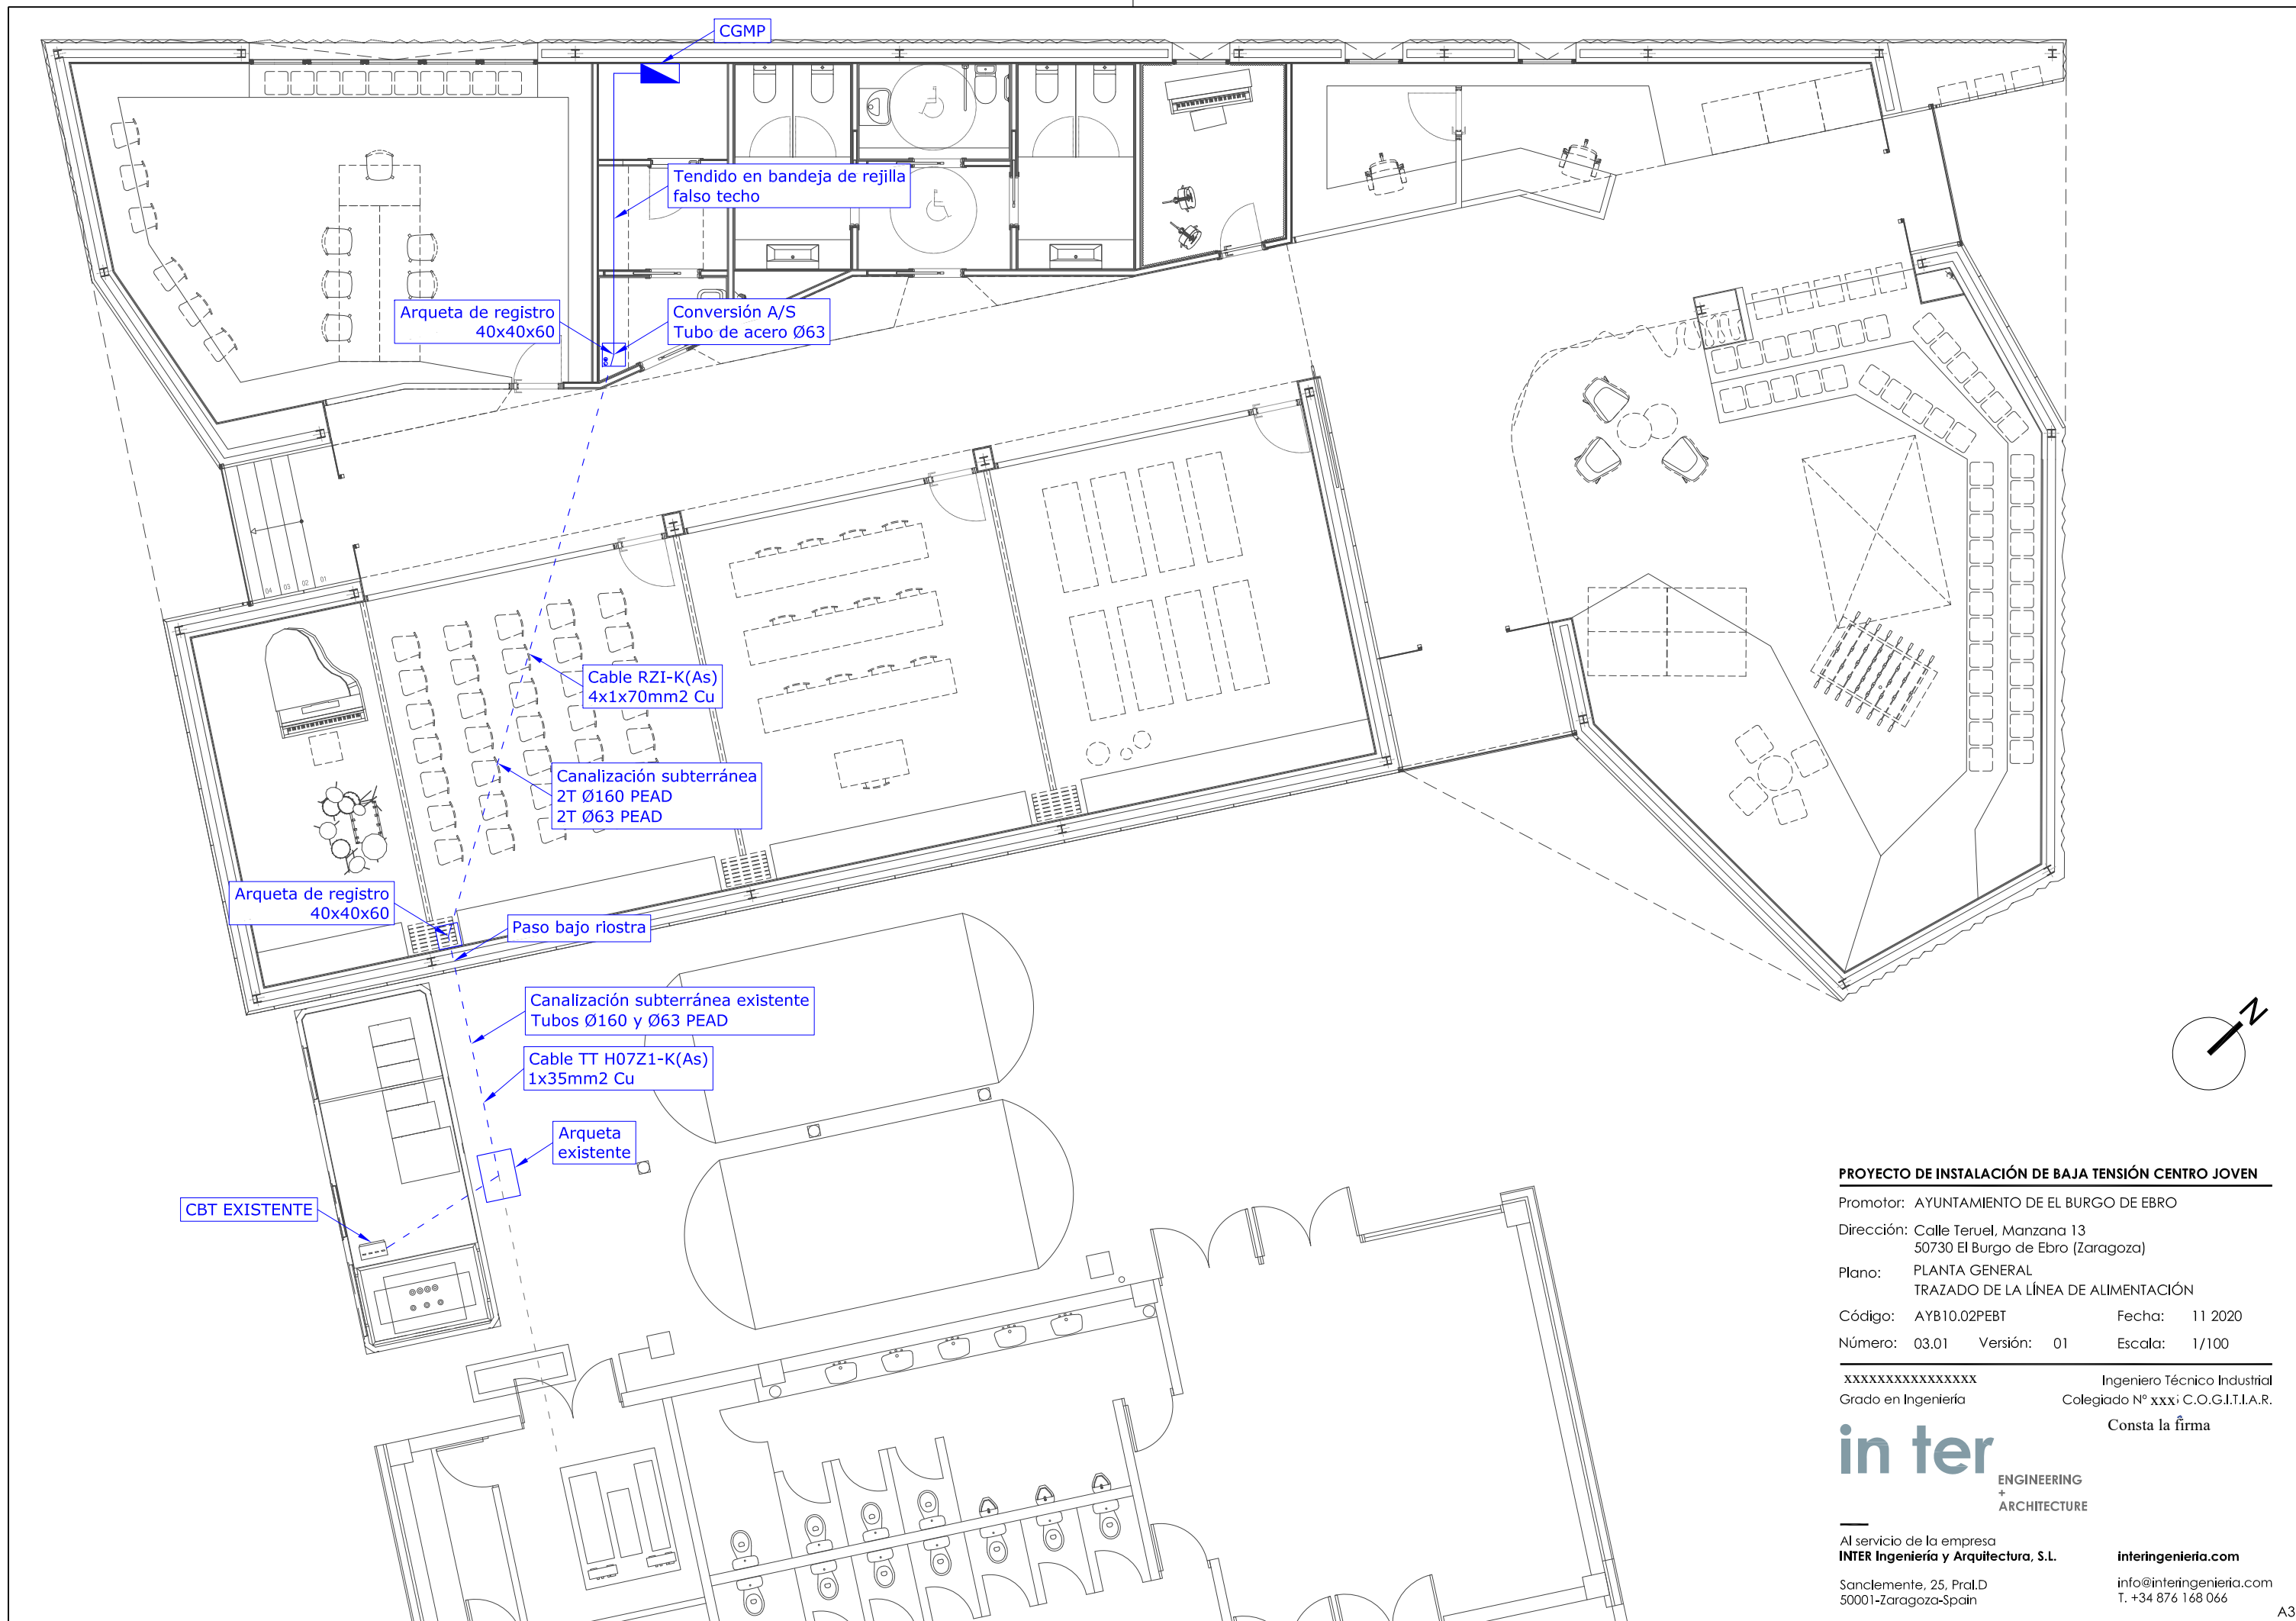 CGMP
Tendido en bandeja de rejilla
falso techo
Arqueta de registro
40x40x60
Conversión A/S
Tubo de acero Ø63
04
03
02
01
Cable RZI-K(As)
4x1x70mm2 Cu
Canalización subterránea
2T Ø160 PEAD
2T Ø63 PEAD
Arqueta de registro
40x40x60
Paso bajo riostra
Canalización subterránea existente
Tubos Ø160 y Ø63 PEAD
Cable TT H07Z1-K(As)
1x35mm2 Cu
Arqueta
existente
CBT EXISTENTE
N
PROYECTO DE INSTALACIÓN DE BAJA TENSIÓN CENTRO JOVEN
Promotor: AYUNTAMIENTO DE EL BURGO DE EBRO
Dirección: Calle Teruel, Manzana 13
50730 El Burgo de Ebro (Zaragoza)
Plano: PLANTA GENERAL
TRAZADO DE LA LÍNEA DE ALIMENTACIÓN
Código: AYB10.02PEBT Fecha: 11 2020
Número: 03.01 Versión: 01 Escala: 1/100
xxxxxxxxxxxxxxxx Ingeniero Técnico Industrial
Grado en Ingeniería Colegiado Nº xxx C.O.G.I.T.I.A.R.
Consta la firma
in ter
ENGINEERING
+
ARCHITECTURE
Al servicio de la empresa
INTER Ingeniería y Arquitectura, S.L. interingenieria.com
Sanclemente, 25, Pral.D info@interingenieria.com
50001-Zaragoza-Spain T. +34 876 168 066
A3